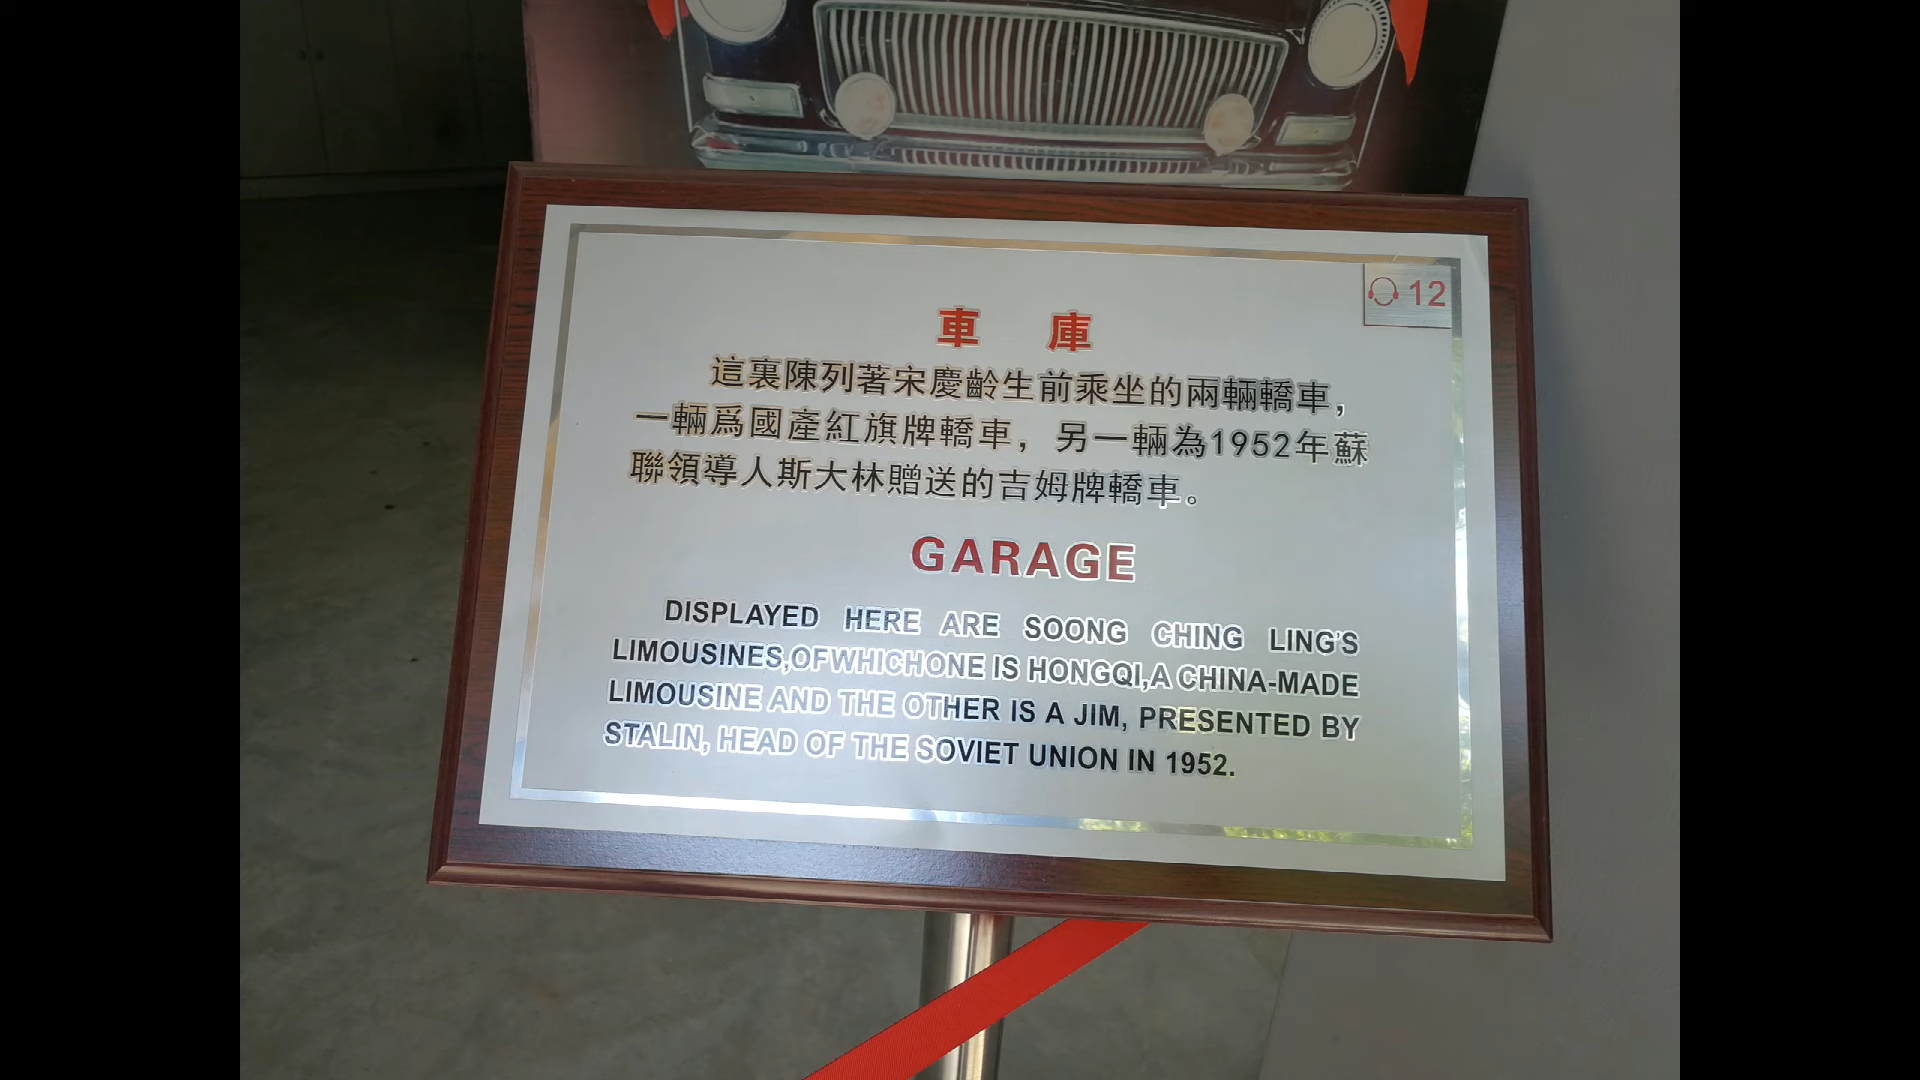 12
車 庫
這裏陳列著宋慶齡生前乘坐的兩輛轎車,
一輛爲國產紅旗牌轎車, 另一輛為1952年蘇
聯領導人斯大林贈送的吉姆牌轎車。
GARAGE
DISPLAYED HERE ARE SOONG CHING LING'S
LIMOUSINES,OFWHICHONE IS HONGQI,A CHINA-MADE
LIMOUSINE AND THE OTHER IS A JIM, PRESENTED BY
STALIN, HEAD OF THE SOVIET UNION IN 1952.